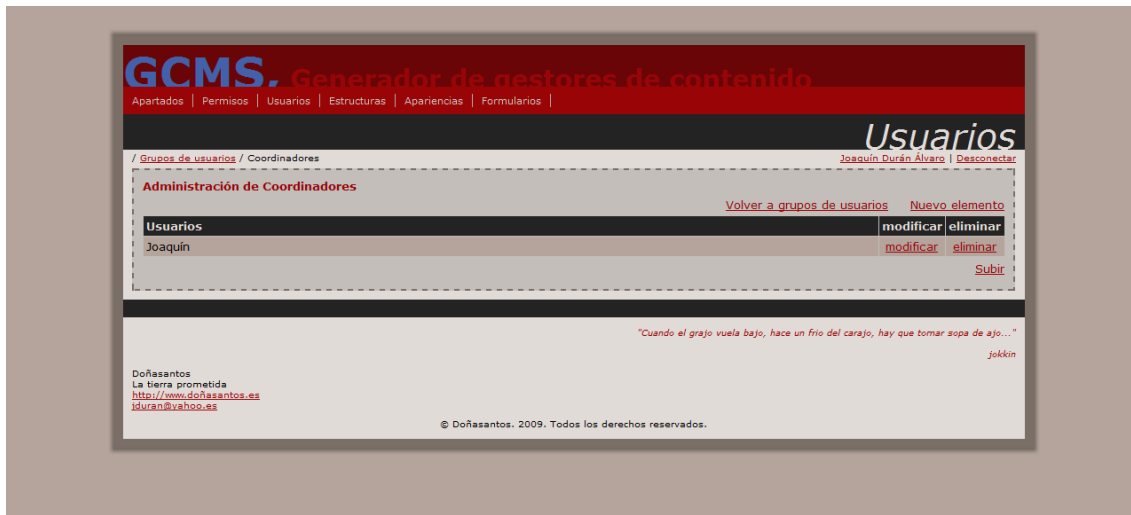 GCMS, Generador de gestores de contenido
Apartados | Permisos | Usuarios | Estructuras | Apariencias | Formularios |
Usuarios
/ Grupos de usuarios / Coordinadores
Joaquín Durán Álvaro | Desconectar
Administración de Coordinadores
Volver a grupos de usuarios Nuevo elemento
Usuarios modificar eliminar
Joaquín modificar eliminar
Subir
"Cuando el grajo vuela bajo, hace un frio del carajo, hay que tomar sopa de ajo..."
jokkin
Doñasantos
La tierra prometida
http://www.doñasantos.es
jduran@yahoo.es
© Doñasantos. 2009. Todos los derechos reservados.